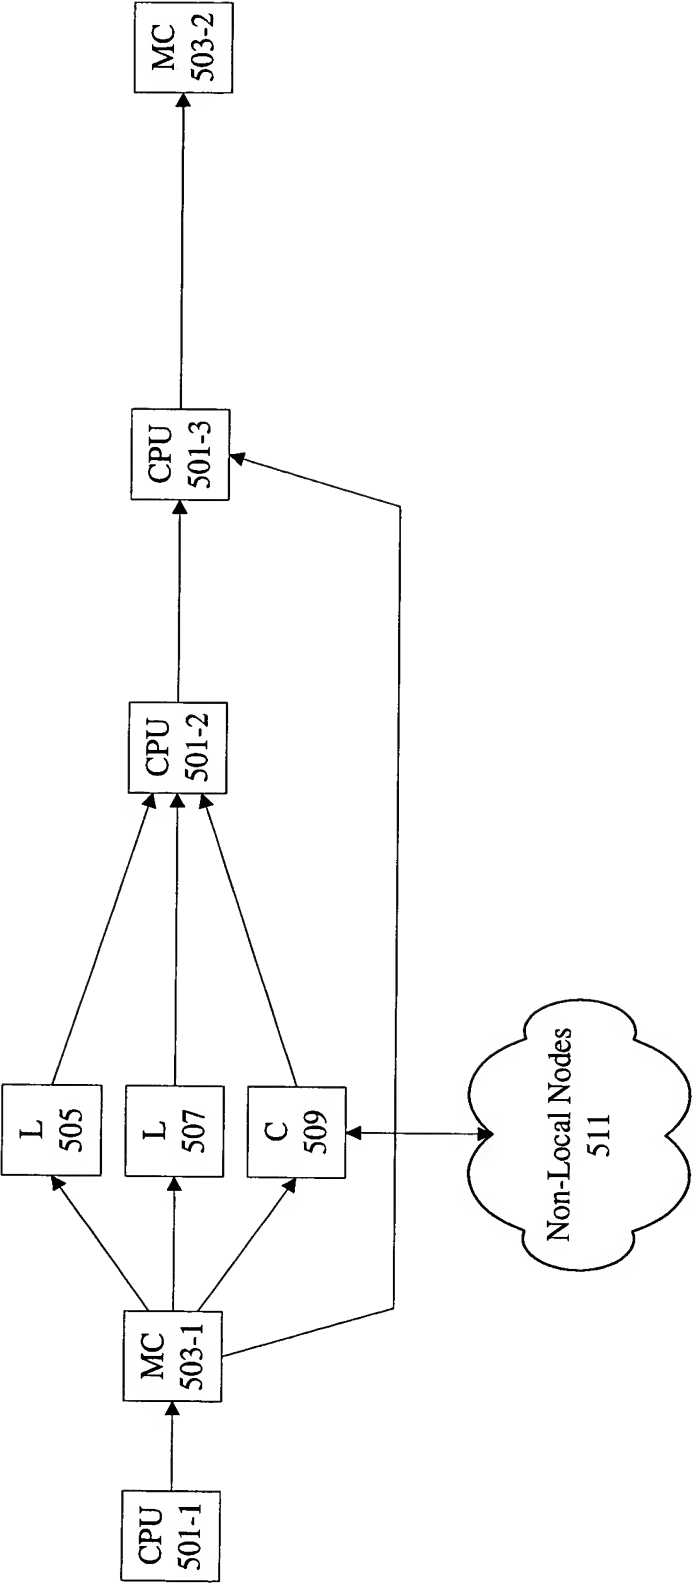 CPU
501-1
MC
503-1
L
505
L
507
C
509
Non-Local Nodes
511
CPU
501-2
CPU
501-3
MC
503-2